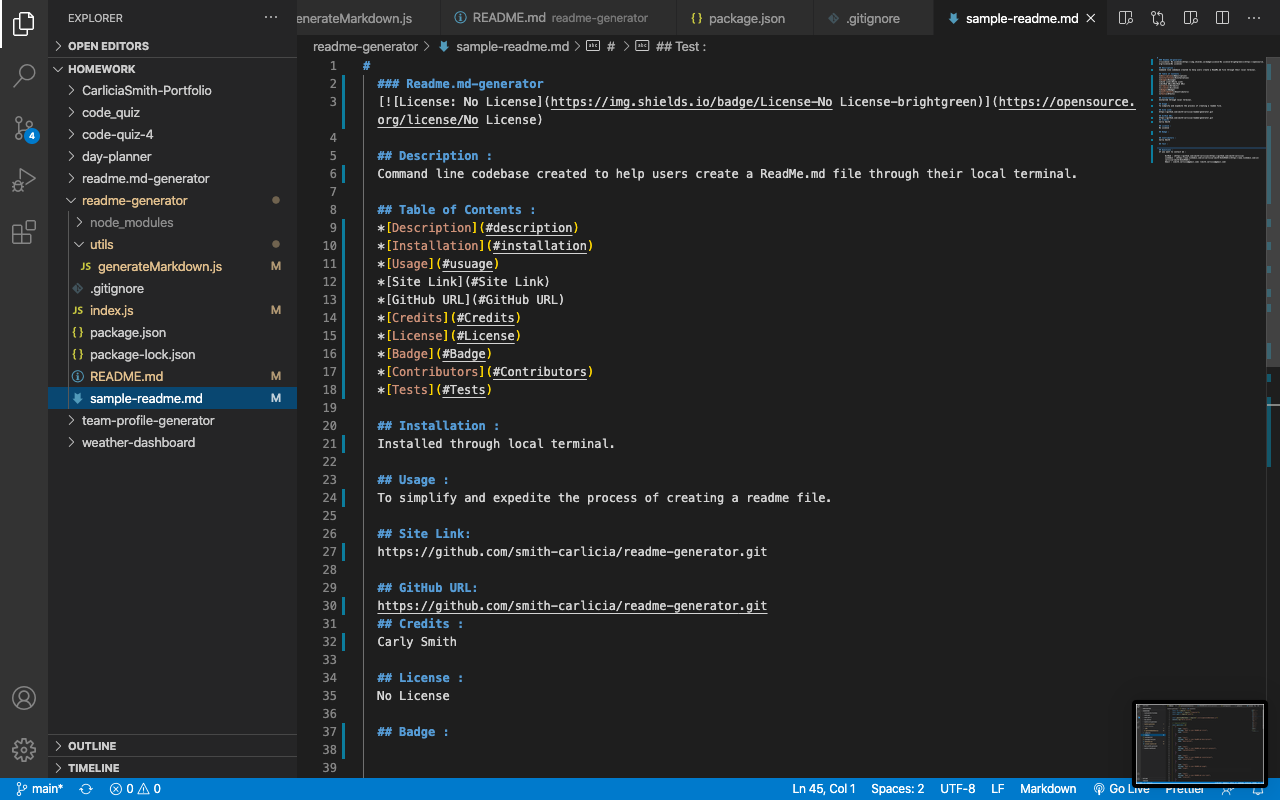 EXPLORER
···
enerateMarkdown.js
README.md readme-generator
{} package.json
.gitignore
sample-readme.md
OPEN EDITORS
readme-generator > sample-readme.md > abc # > abc ## Test :
HOMEWORK
CarliciaSmith-Portfolio
code_quiz
code-quiz-4
day-planner
readme.md-generator
readme-generator
node_modules
utils
JS generateMarkdown.js M
.gitignore
JS index.js M
{} package.json
{} package-lock.json
README.md M
sample-readme.md M
team-profile-generator
weather-dashboard
OUTLINE
TIMELINE
4
1 #
2 ### Readme.md-generator
3 [![License: No License](https://img.shields.io/badge/License-No License-brightgreen)](https://opensource.
org/license/No License)
4
5 ## Description :
6 Command line codebase created to help users create a ReadMe.md file through their local terminal.
7
8 ## Table of Contents :
9 *[Description](#description)
10 *[Installation](#installation)
11 *[Usage](#usuage)
12 *[Site Link](#Site Link)
13 *[GitHub URL](#GitHub URL)
14 *[Credits](#Credits)
15 *[License](#License)
16 *[Badge](#Badge)
17 *[Contributors](#Contributors)
18 *[Tests](#Tests)
19
20 ## Installation :
21 Installed through local terminal.
22
23 ## Usage :
24 To simplify and expedite the process of creating a readme file.
25
26 ## Site Link:
27 https://github.com/smith-carlicia/readme-generator.git
28
29 ## GitHub URL:
30 https://github.com/smith-carlicia/readme-generator.git
31 ## Credits :
32 Carly Smith
33
34 ## License :
35 No License
36
37 ## Badge :
38
39
main* 0 0 Ln 45, Col 1 Spaces: 2 UTF-8 LF Markdown Go Live Prettier